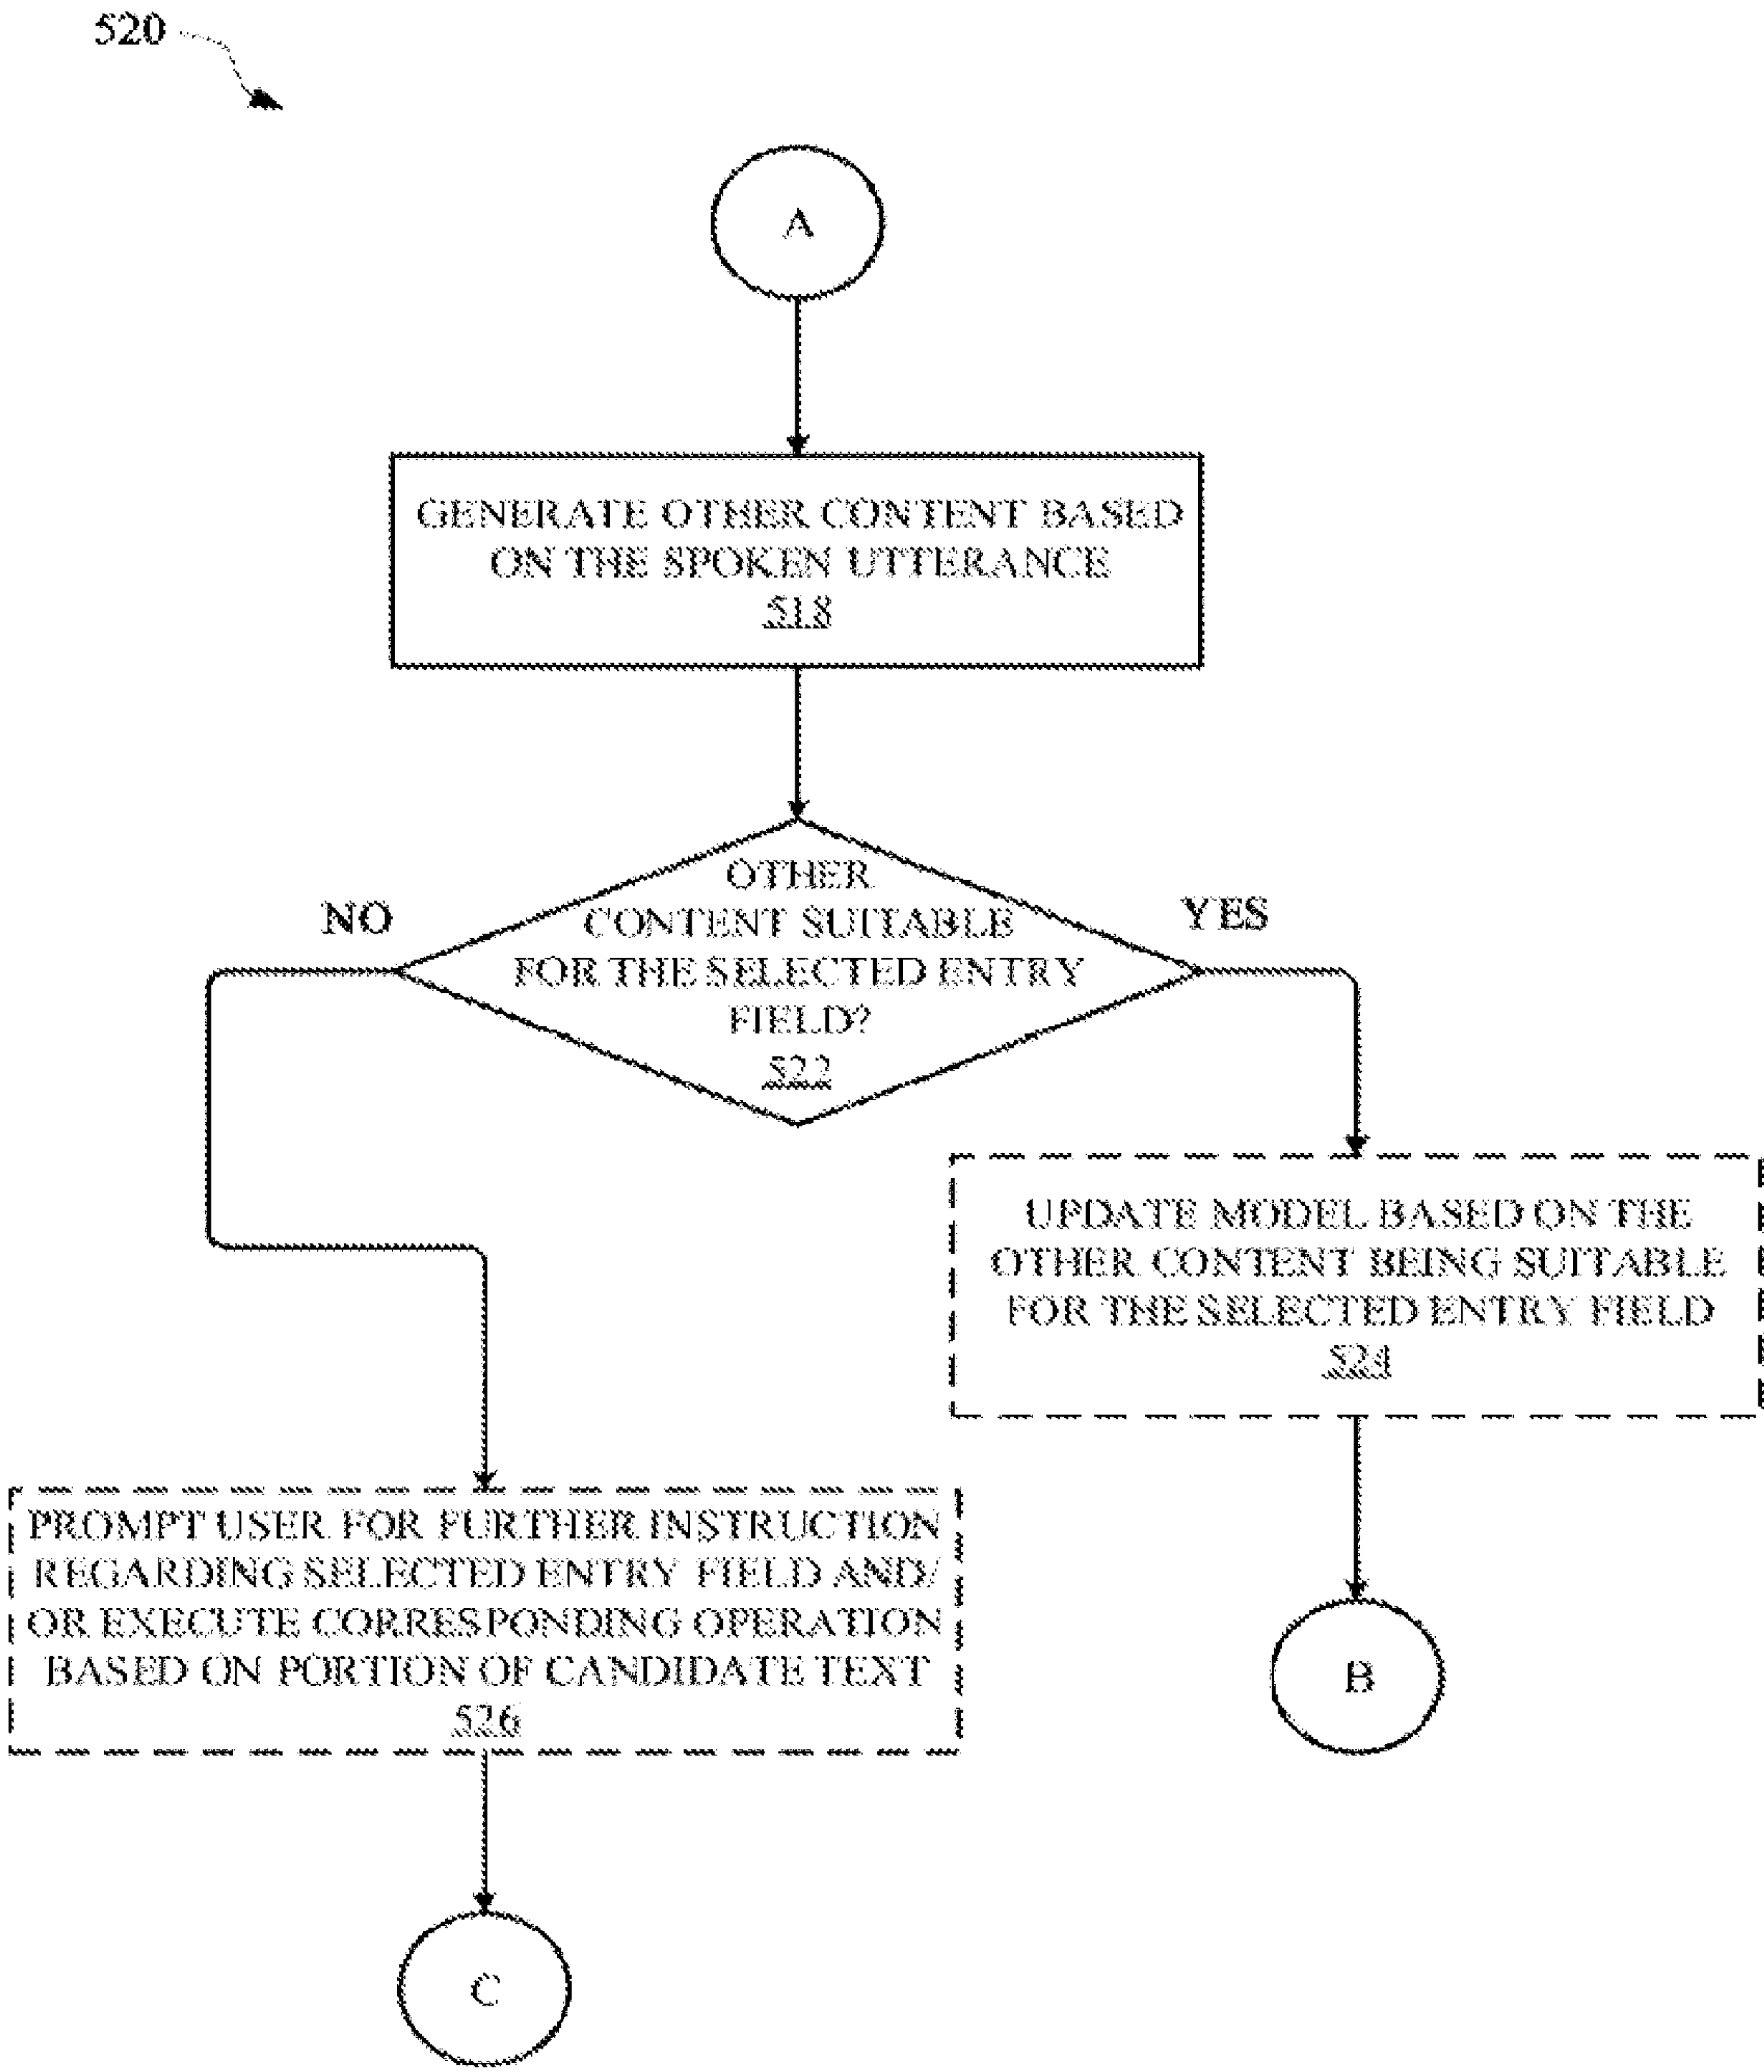 520
A
GENERATE OTHER CONTENT BASED
ON THE SPOKEN UTTERANCE
518
OTHER
CONTENT SUITABLE
FOR THE SELECTED ENTRY
FIELD?
522
NO
YES
UPDATE MODEL BASED ON THE
OTHER CONTENT BEING SUITABLE
FOR THE SELECTED ENTRY FIELD
524
PROMPT USER FOR FURTHER INSTRUCTION
REGARDING SELECTED ENTRY FIELD AND/
OR EXECUTE CORRESPONDING OPERATION
BASED ON PORTION OF CANDIDATE TEXT
526
B
C